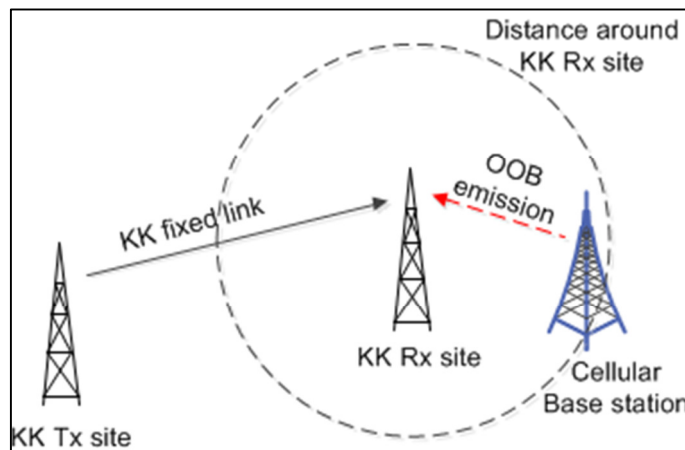 Distance around
KK Rx site
OOB
emission
KK fixed link
KK Rx site
Cellular
Base station
KK Tx site